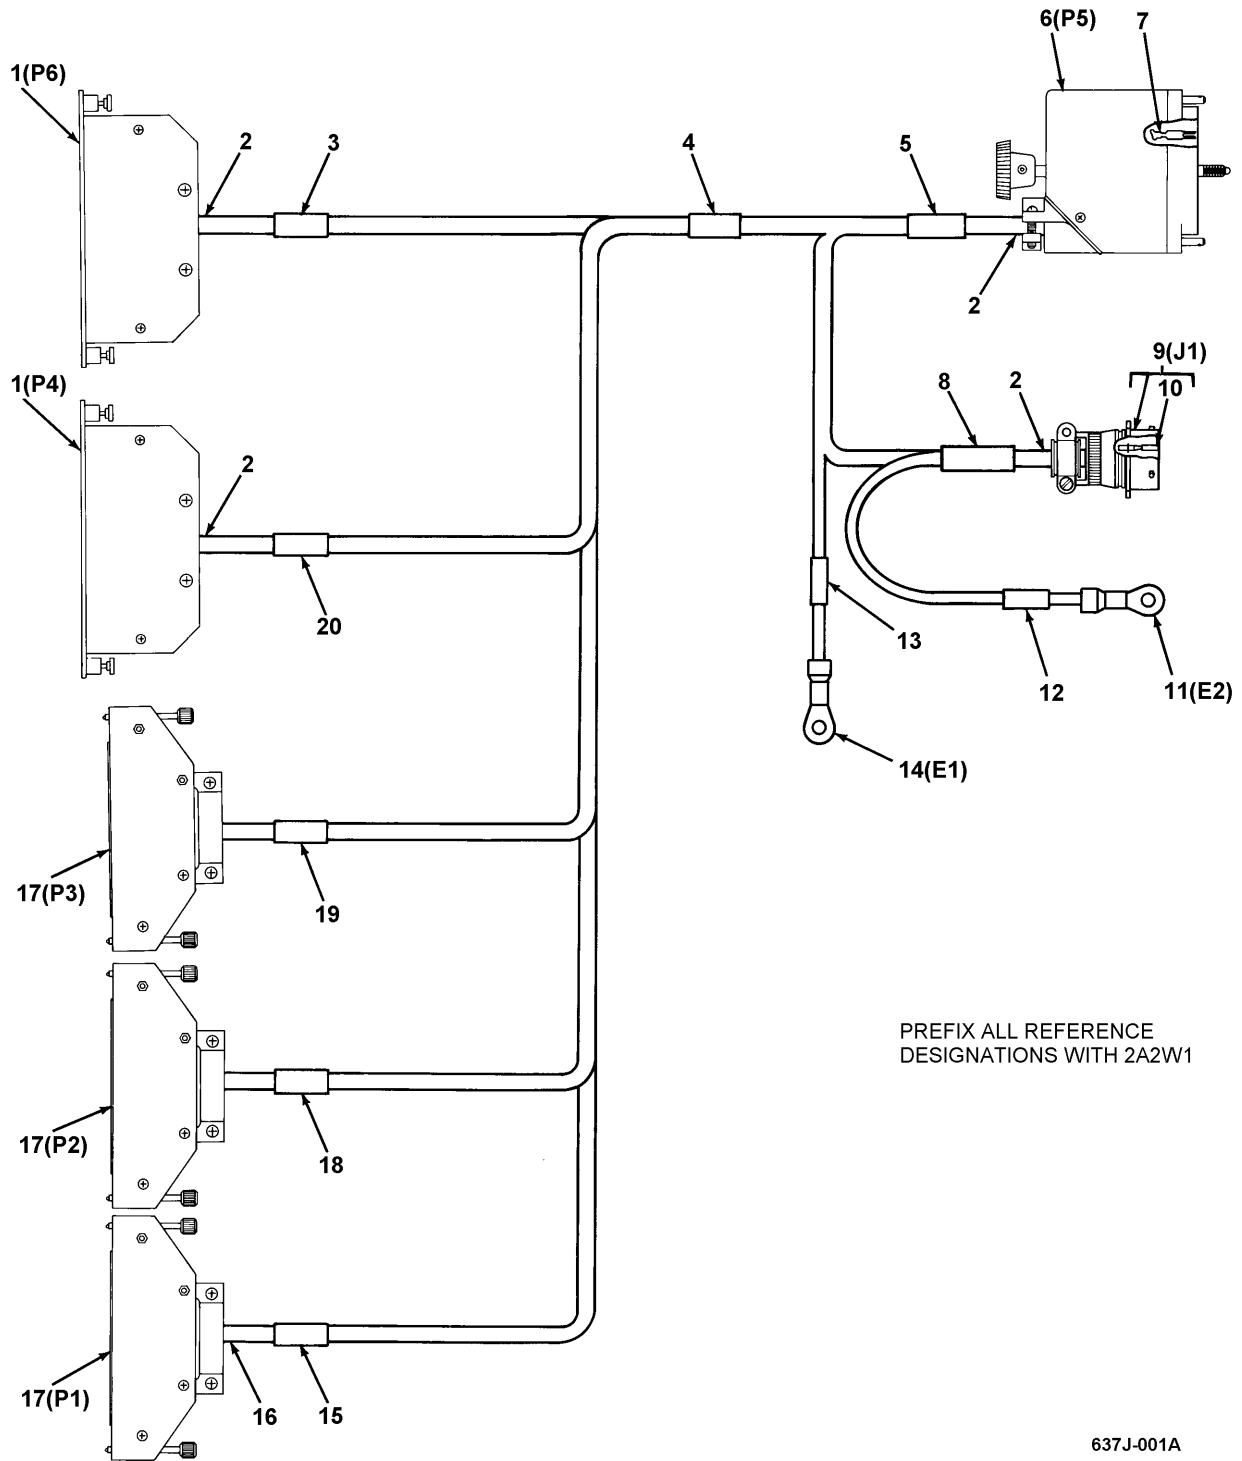 6(P5)
7
1(P6)
2
3
4
5
2
9(J1)
1(P4)
8
2
10
2
20
13
12
11(E2)
14(E1)
17(P3)
19
PREFIX ALL REFERENCE
DESIGNATIONS WITH 2A2W1
17(P2)
18
17(P1)
16
15
637J-001A